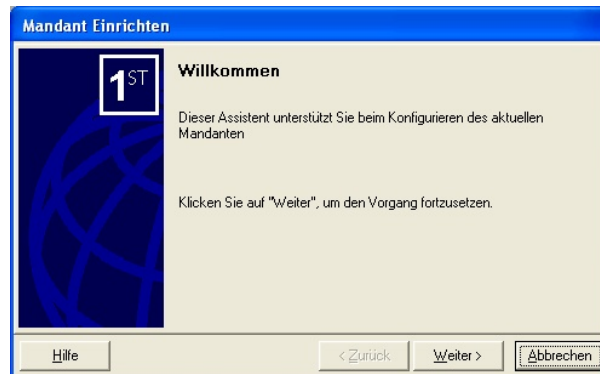 Mandant Einrichten
1ST
Willkommen
Dieser Assistent unterstützt Sie beim Konfigurieren des aktuellen
Mandanten
Klicken Sie auf "Weiter", um den Vorgang fortzusetzen.
Hilfe
< Zurück
Weiter >
Abbrechen